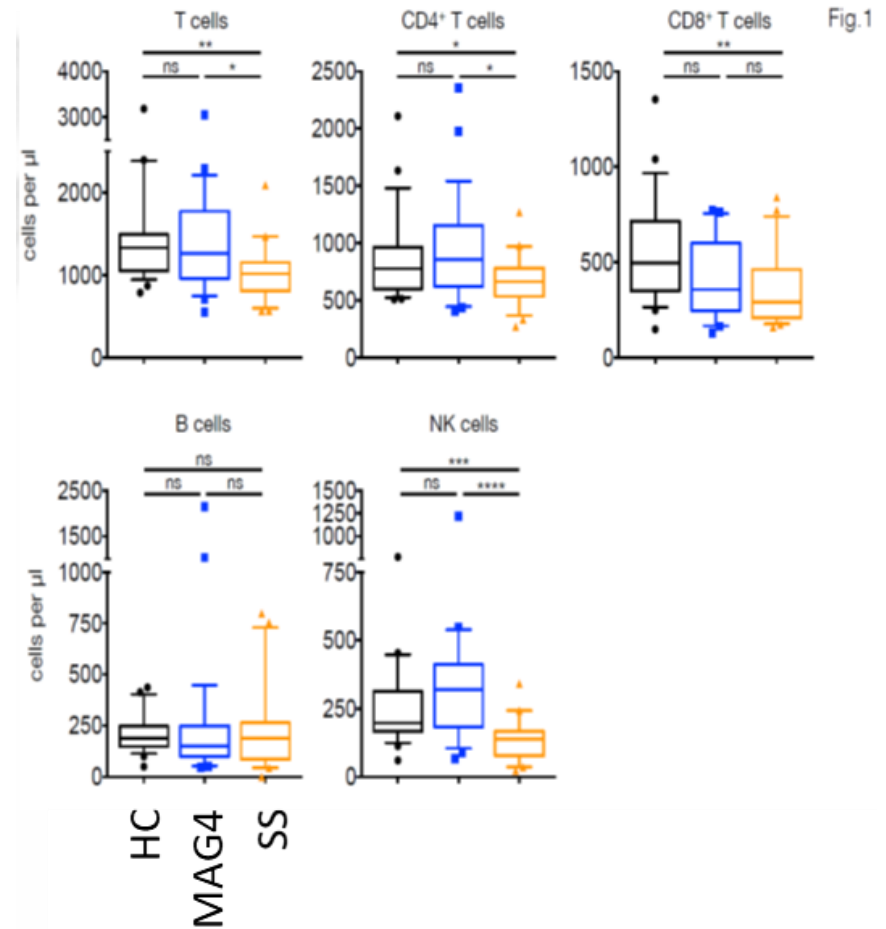 Fig.1
T cells
CD4⁺ T cells
CD8⁺ T cells
**
*
**
ns
*
ns
*
ns
ns
cells per µl
4000
3000
2000
1000
0
2500
2000
1500
1000
500
0
1500
1000
500
0
B cells
NK cells
ns
***
ns
ns
ns
****
cells per µl
2500
1500
1000
750
500
250
0
1500
1250
1000
750
500
250
0
HC
MAG4
SS